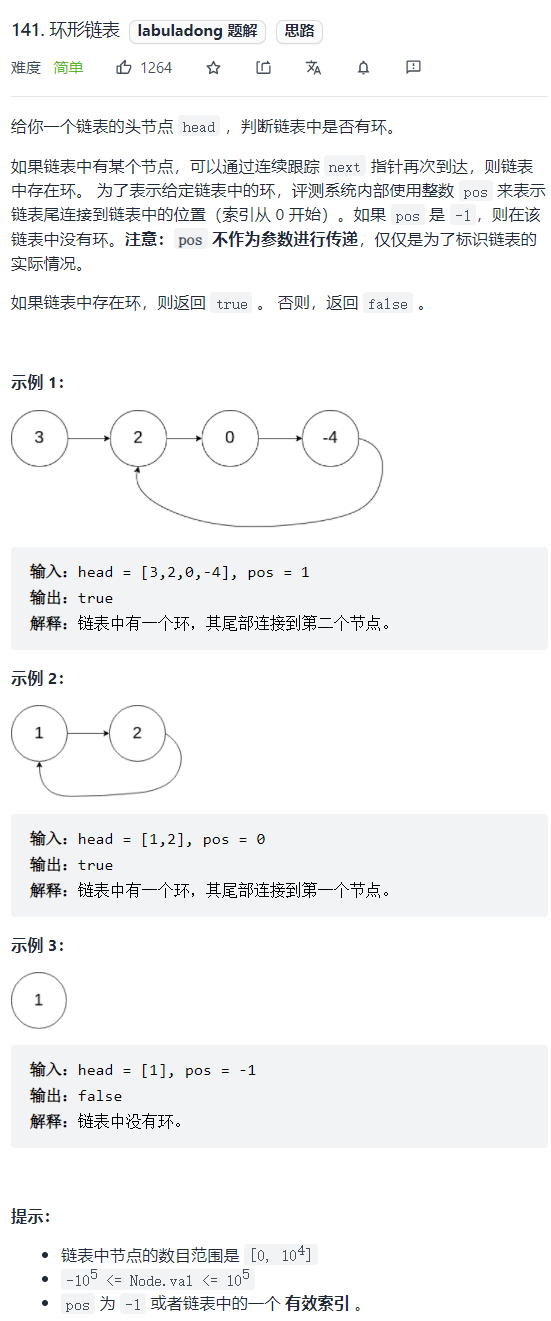 141. 环形链表 labuladong 题解 思路
难度 简单 1264
给你一个链表的头节点 head ，判断链表中是否有环。
如果链表中有某个节点，可以通过连续跟踪 next 指针再次到达，则链表
中存在环。 为了表示给定链表中的环，评测系统内部使用整数 pos 来表示
链表尾连接到链表中的位置（索引从 0 开始）。如果 pos 是 -1，则在该
链表中没有环。注意：pos 不作为参数进行传递，仅仅是为了标识链表的
实际情况。
如果链表中存在环，则返回 true 。 否则，返回 false 。
示例 1：
3 2 0 -4
输入：head = [3,2,0,-4], pos = 1
输出：true
解释：链表中有一个环，其尾部连接到第二个节点。
示例 2：
1 2
输入：head = [1,2], pos = 0
输出：true
解释：链表中有一个环，其尾部连接到第一个节点。
示例 3：
1
输入：head = [1], pos = -1
输出：false
解释：链表中没有环。
提示：
• 链表中节点的数目范围是 [0, 10⁴]
• -10⁵ <= Node.val <= 10⁵
• pos 为 -1 或者链表中的一个 有效索引 。